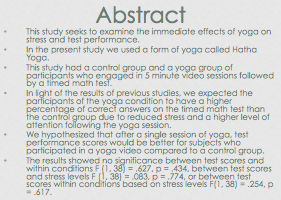 Abstract
• This study seeks to examine the immediate effects of yoga on
stress and test performance.
• In the present study we used a form of yoga called Hatha
Yoga.
• This study had a control group and a yoga group of
participants who engaged in 5 minute video sessions followed
by a timed math test.
• In light of the results of previous studies, we expected the
participants of the yoga condition to have a higher
percentage of correct answers on the timed math test than
the control group due to reduced stress and a higher level of
attention following the yoga session.
• We hypothesized that after a single session of yoga, test
performance scores would be better for subjects who
participated in a yoga video compared to a control group.
• The results showed no significance between test scores and
within conditions F (1, 38) = .627, p = .434, between test scores
and stress levels F (1, 38) = .083, p = .774, or between test
scores within conditions based on stress levels F(1, 38) = .254, p
= .617.